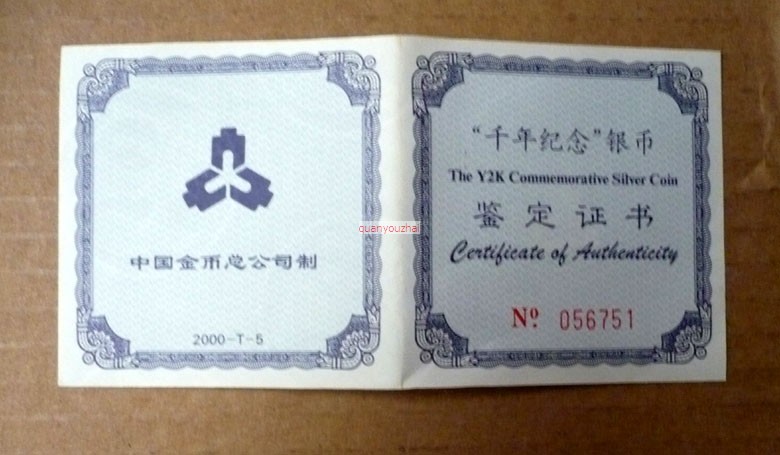 中国金币总公司制
2000-T-5
quanyouzhai
“千年纪念”银币
The Y2K Commemorative Silver Coin
鉴定证书
Certificate of Authenticity
Nº 056751